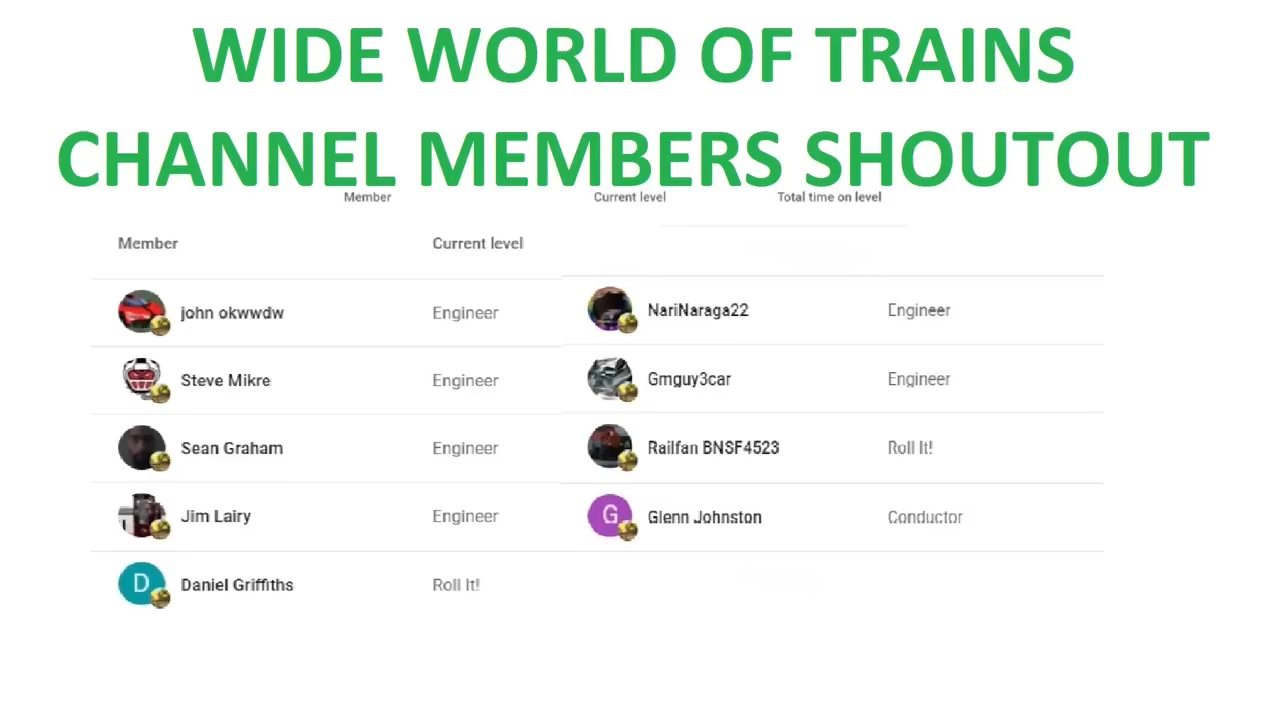 WIDE WORLD OF TRAINS
CHANNEL MEMBERS SHOUTOUT
Member Current level Total time on level
Member Current level
john okwwdw Engineer
NariNaraga22 Engineer
Steve Mikre Engineer
Gmguy3car Engineer
Sean Graham Engineer
Railfan BNSF4523 Roll It!
Jim Lairy Engineer
G Glenn Johnston Conductor
D Daniel Griffiths Roll It!